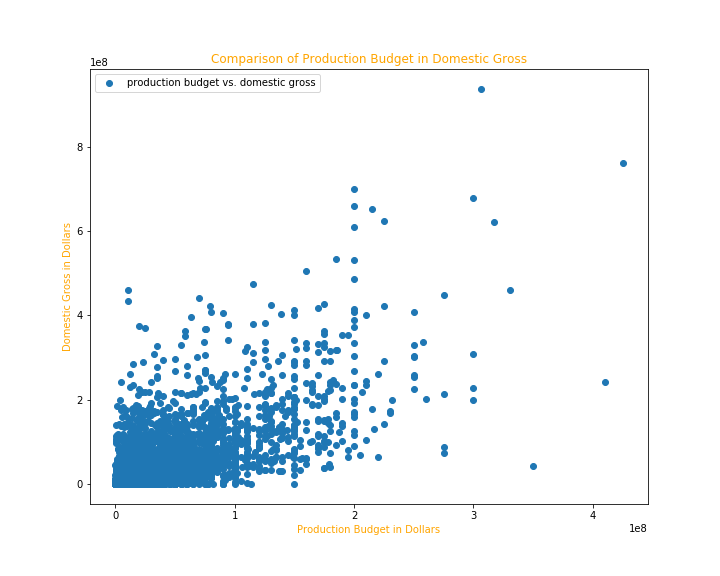 Comparison of Production Budget in Domestic Gross
1e8
production budget vs. domestic gross
8
6
4
2
0
Domestic Gross in Dollars
0 1 2 3 4
1e8
Production Budget in Dollars